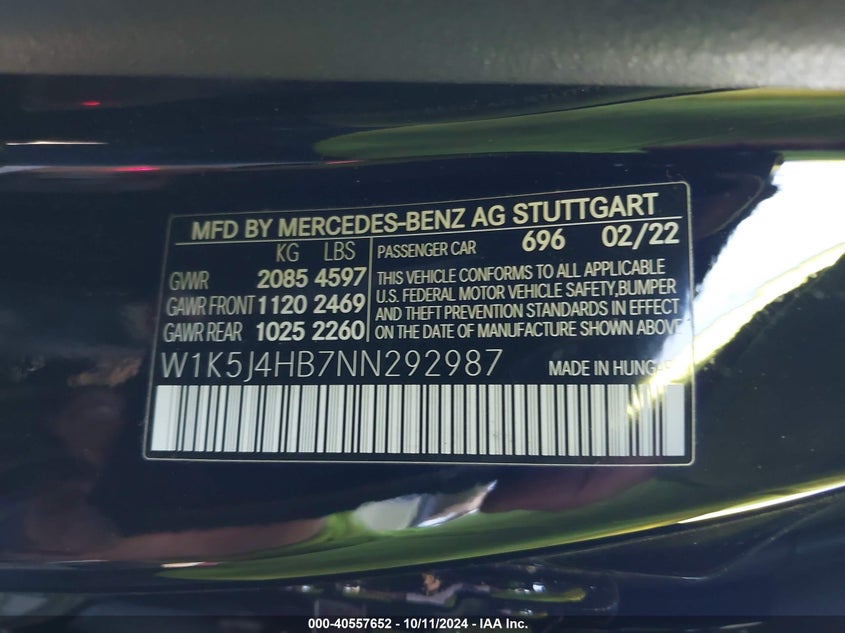 MFD BY MERCEDES-BENZ AG STUTTGART
KG LBS
GVWR 2085 4597
GAWR FRONT 1120 2469
GAWR REAR 1025 2260
PASSENGER CAR 696 02/22
THIS VEHICLE CONFORMS TO ALL APPLICABLE
U.S. FEDERAL MOTOR VEHICLE SAFETY,BUMPER
AND THEFT PREVENTION STANDARDS IN EFFECT
ON THE DATE OF MANUFACTURE SHOWN ABOVE
W1K5J4HB7NN292987
MADE IN
000-40557652 - 10/11/2024 - IAA Inc.